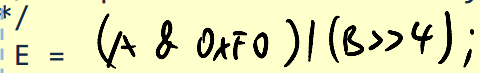 */
E = (A & 0xF0) | (B>>4);